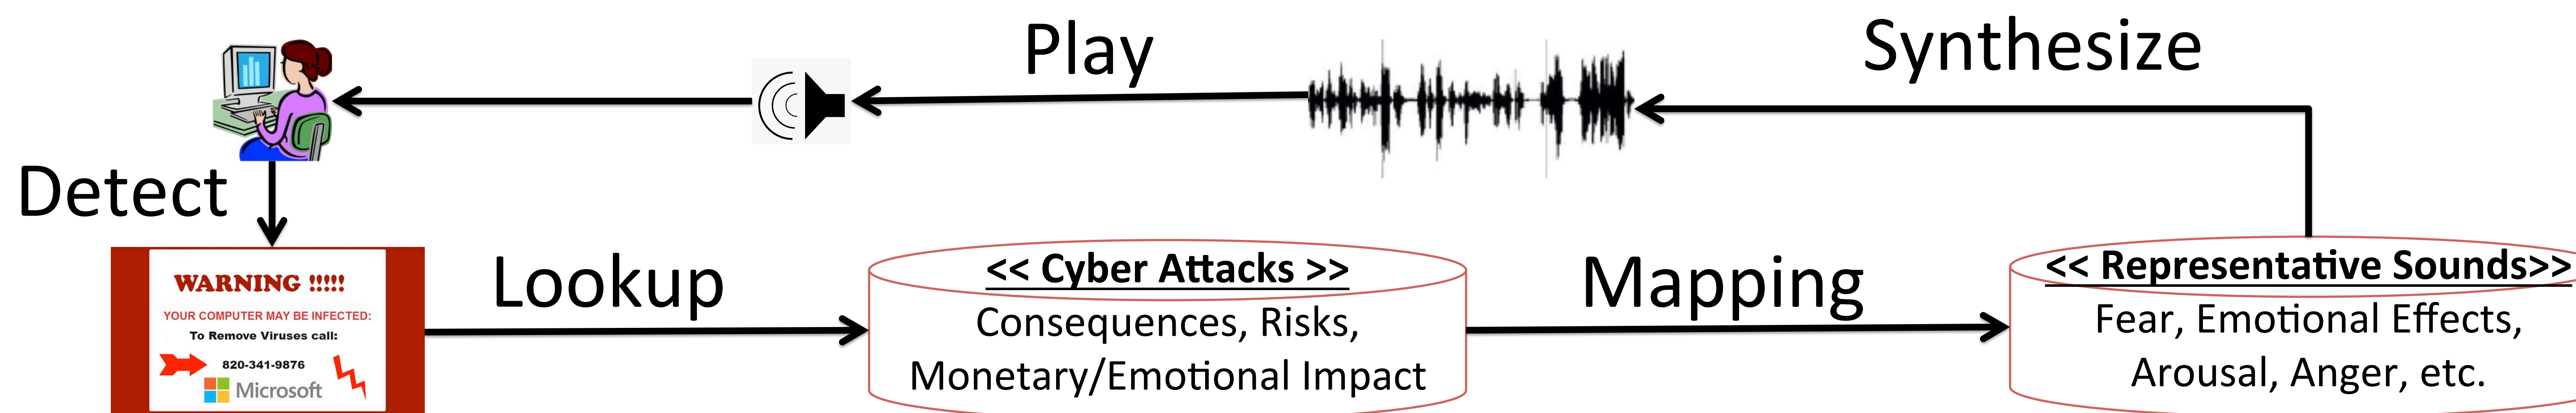 Play
Synthesize
Detect
WARNING !!!!!
YOUR COMPUTER MAY BE INFECTED:
To Remove Viruses call:
820-341-9876
Microsoft
Lookup
<< Cyber Attacks >>
Consequences, Risks,
Monetary/Emotional Impact
Mapping
<< Representative Sounds>>
Fear, Emotional Effects,
Arousal, Anger, etc.